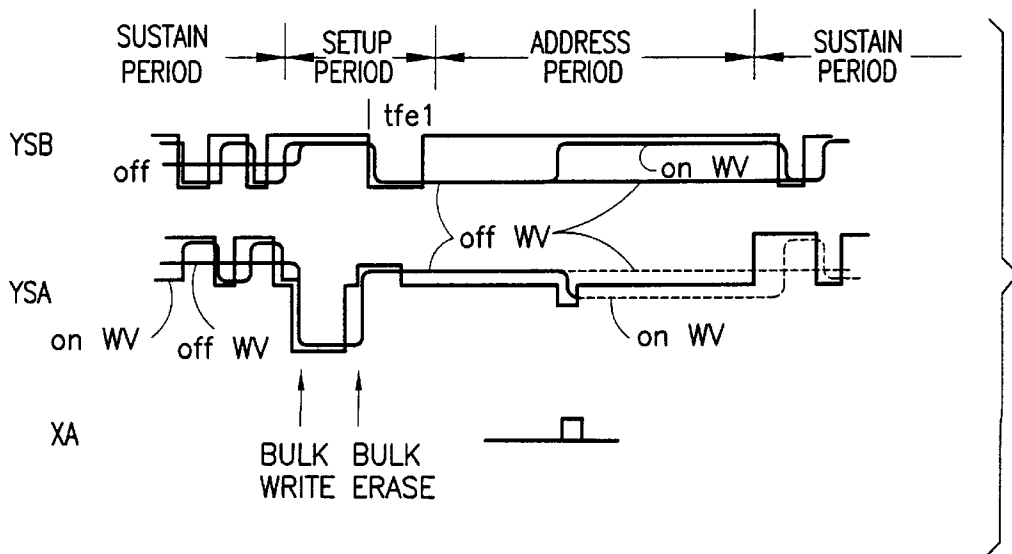 SUSTAIN PERIOD
SETUP PERIOD
ADDRESS PERIOD
SUSTAIN PERIOD
tfe1
YSB
off
on WV
off WV
YSA
on WV
off WV
on WV
XA
BULK WRITE
BULK ERASE